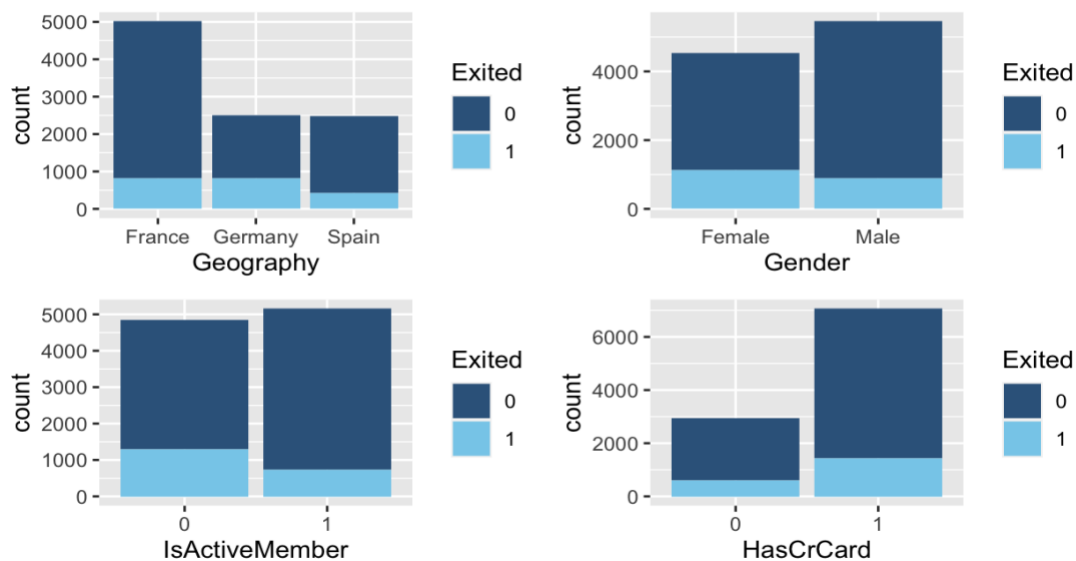 5000
4000
3000
2000
1000
0
count
France Germany Spain
Geography
Exited
0
1
4000
2000
0
count
Female Male
Gender
Exited
0
1
5000
4000
3000
2000
1000
0
count
0 1
IsActiveMember
Exited
0
1
6000
4000
2000
0
count
0 1
HasCrCard
Exited
0
1